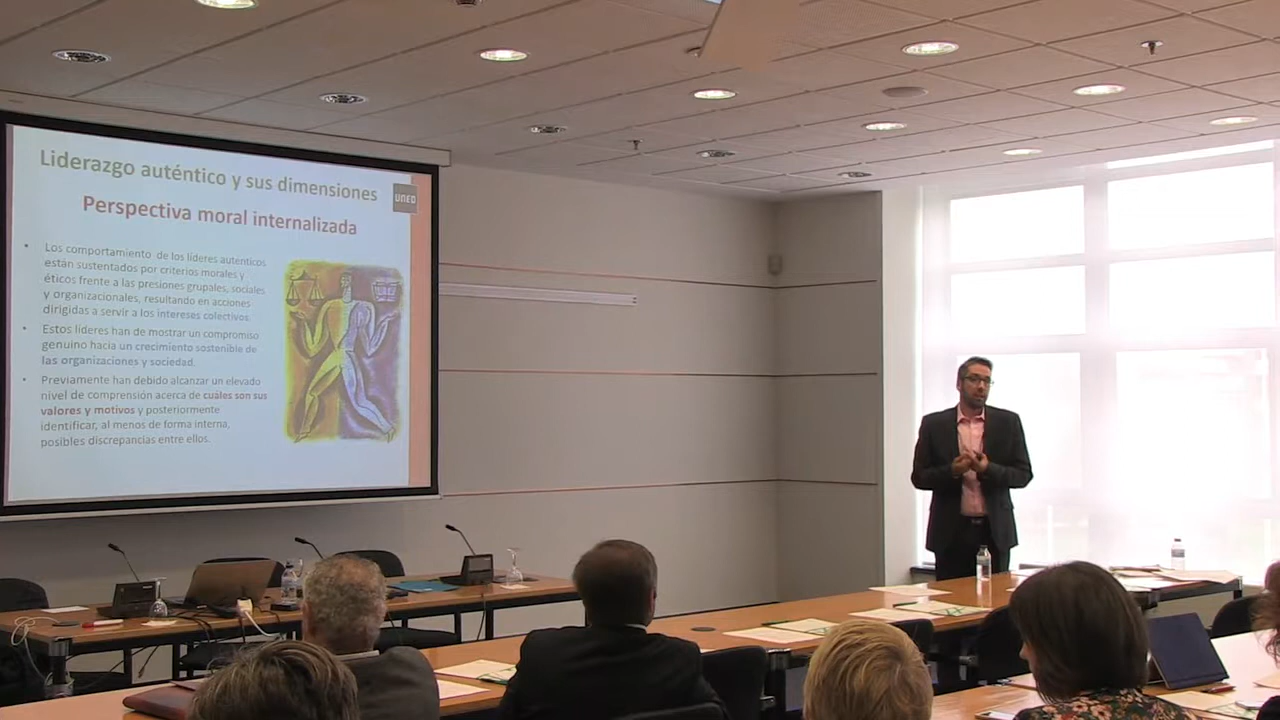 Liderazgo auténtico y sus dimensiones
UNED
Perspectiva moral internalizada
• Los comportamiento de los lideres autenticos
están sustentados por criterios morales y
éticos frente a las presiones grupales, sociales
y organizacionales, resultando en acciones
dirigidas a servir a los intereses colectivos.
• Estos líderes han de mostrar un compromiso
genuino hacia un crecimiento sostenible de
las organizaciones y sociedad.
• Previamente han debido alcanzar un elevado
nivel de comprensión acerca de cuáles son sus
valores y motivos y posteriormente
identificar, al menos de forma interna,
posibles discrepancias entre ellos.